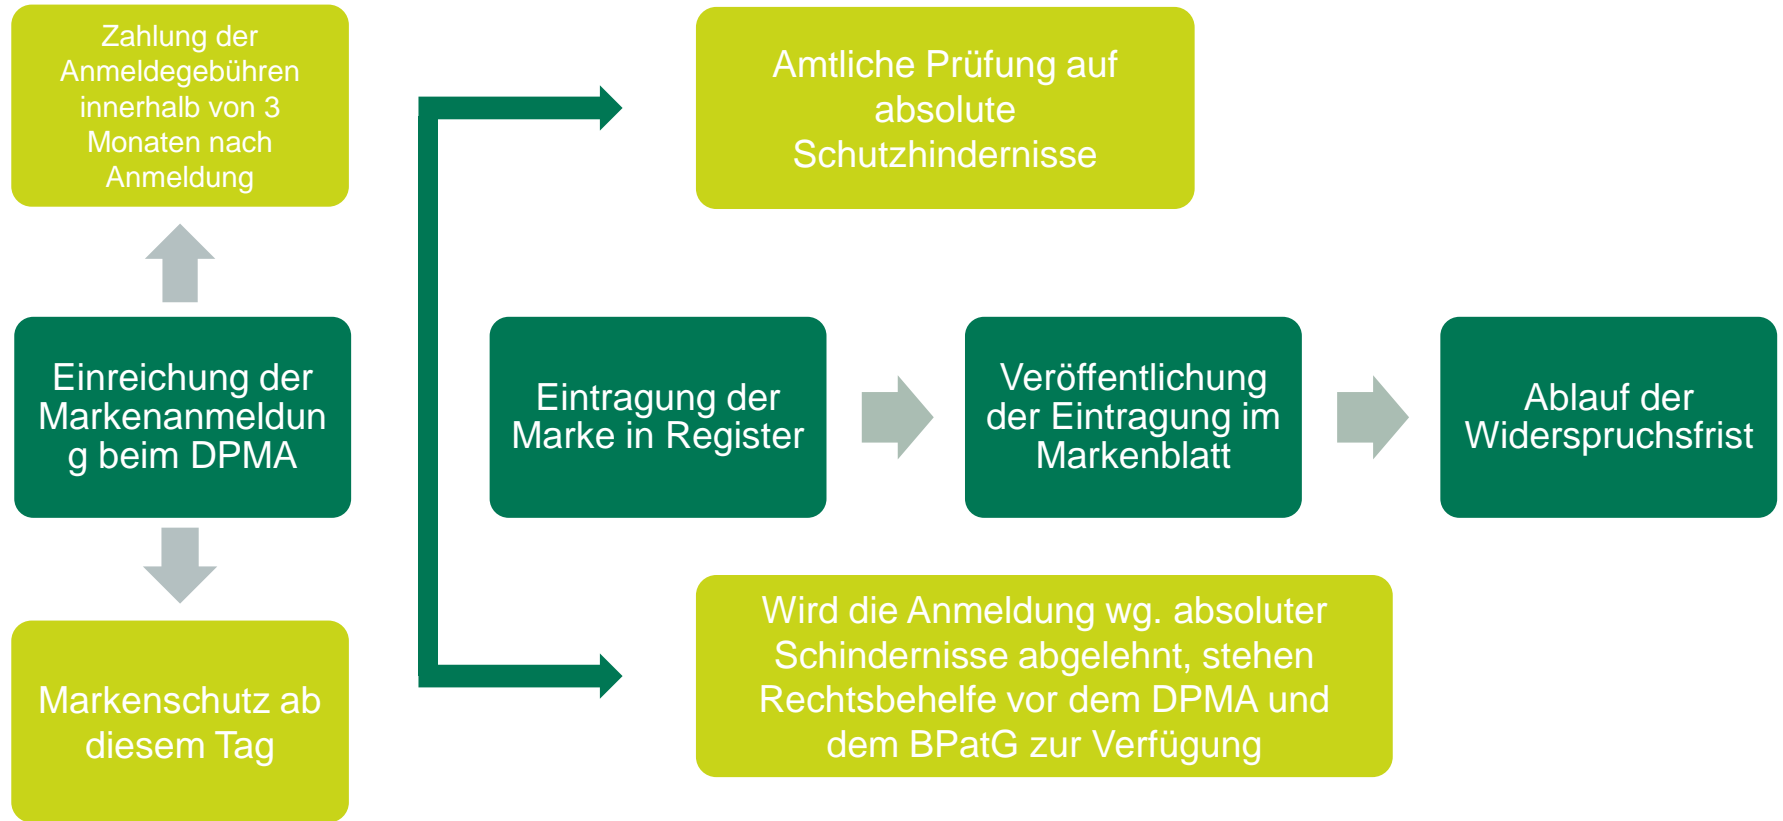 Zahlung der
Anmeldegebühren
innerhalb von 3
Monaten nach
Anmeldung
Amtliche Prüfung auf
absolute
Schutzhindernisse
Einreichung der
Markenanmeldun
g beim DPMA
Eintragung der
Marke in Register
Veröffentlichung
der Eintragung im
Markenblatt
Ablauf der
Widerspruchsfrist
Markenschutz ab
diesem Tag
Wird die Anmeldung wg. absoluter
Schindernisse abgelehnt, stehen
Rechtsbehelfe vor dem DPMA und
dem BPatG zur Verfügung